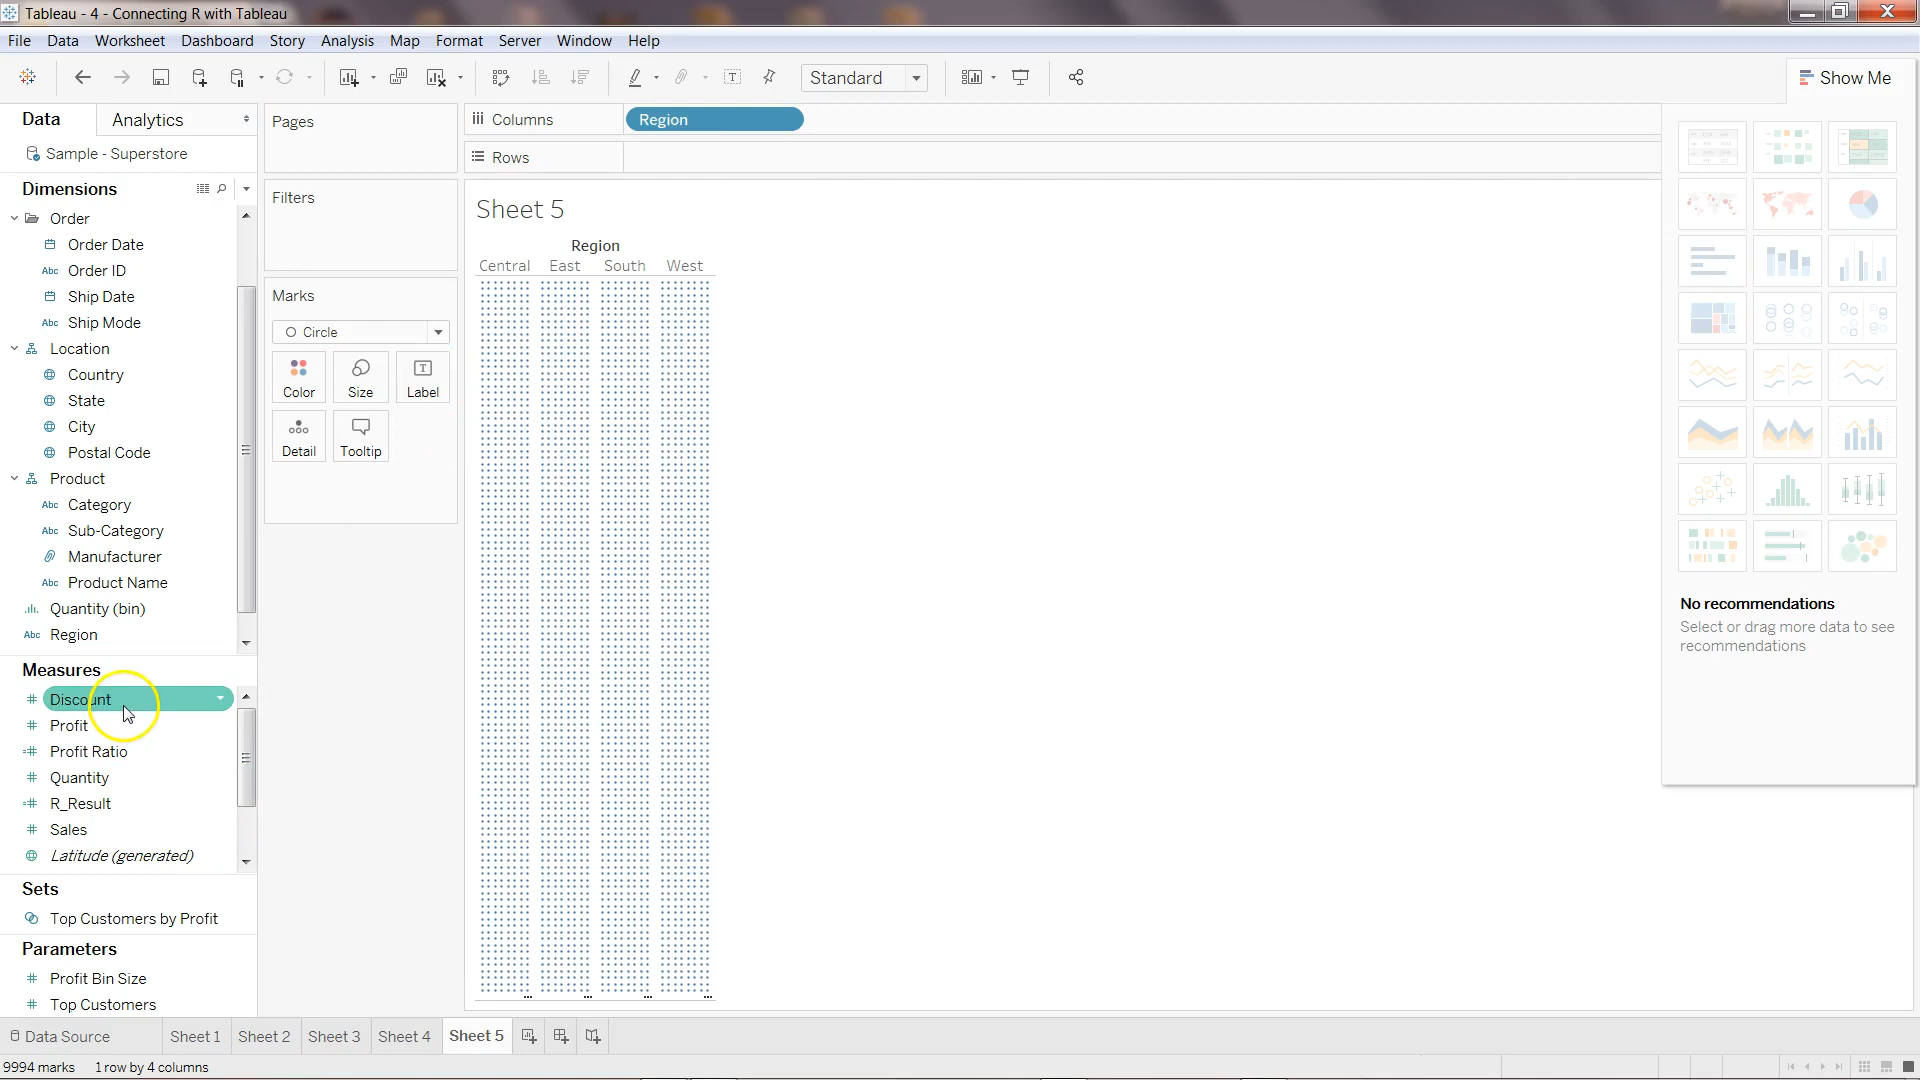 Tableau - 4 - Connecting R with Tableau
File Data Worksheet Dashboard Story Analysis Map Format Server Window Help
Standard
Show Me
Data
Analytics
Sample - Superstore
Dimensions
Order
Order Date
Abc Order ID
Ship Date
Abc Ship Mode
Location
Country
State
City
Postal Code
Product
Abc Category
Abc Sub-Category
Manufacturer
Abc Product Name
Quantity (bin)
Abc Region
Measures
# Discount
# Profit
=# Profit Ratio
# Quantity
=# R_Result
# Sales
Latitude (generated)
Sets
Top Customers by Profit
Parameters
# Profit Bin Size
# Top Customers
Pages
Filters
Marks
Circle
Color
Size
T
Label
Detail
Tooltip
Columns
Region
Rows
Sheet 5
Region
Central East South West
No recommendations
Select or drag more data to see
recommendations
Data Source
Sheet 1
Sheet 2
Sheet 3
Sheet 4
Sheet 5
9994 marks 1 row by 4 columns